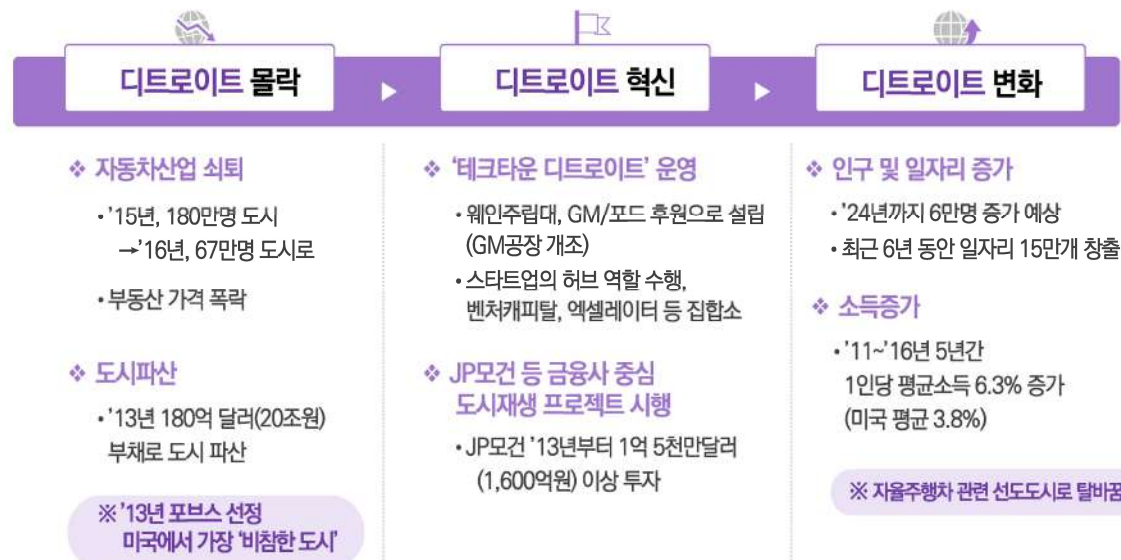 디트로이트 몰락
디트로이트 혁신
디트로이트 변화
❖ 자동차산업 쇠퇴
• '15년, 180만명 도시
→'16년, 67만명 도시로
• 부동산 가격 폭락
❖ 도시파산
• '13년 180억 달러(20조원)
부채로 도시 파산
※ '13년 포브스 선정
미국에서 가장 '비참한 도시'
❖ '테크타운 디트로이트' 운영
• 웨인주립대, GM/포드 후원으로 설립
(GM공장 개조)
• 스타트업의 허브 역할 수행,
벤처캐피탈, 엑셀레이터 등 집합소
❖ JP모건 등 금융사 중심
도시재생 프로젝트 시행
• JP모건 '13년부터 1억 5천만달러
(1,600억원) 이상 투자
❖ 인구 및 일자리 증가
• '24년까지 6만명 증가 예상
• 최근 6년 동안 일자리 15만개 창출
❖ 소득증가
• '11~'16년 5년간
1인당 평균소득 6.3% 증가
(미국 평균 3.8%)
※ 자율주행차 관련 선도도시로 탈바꿈